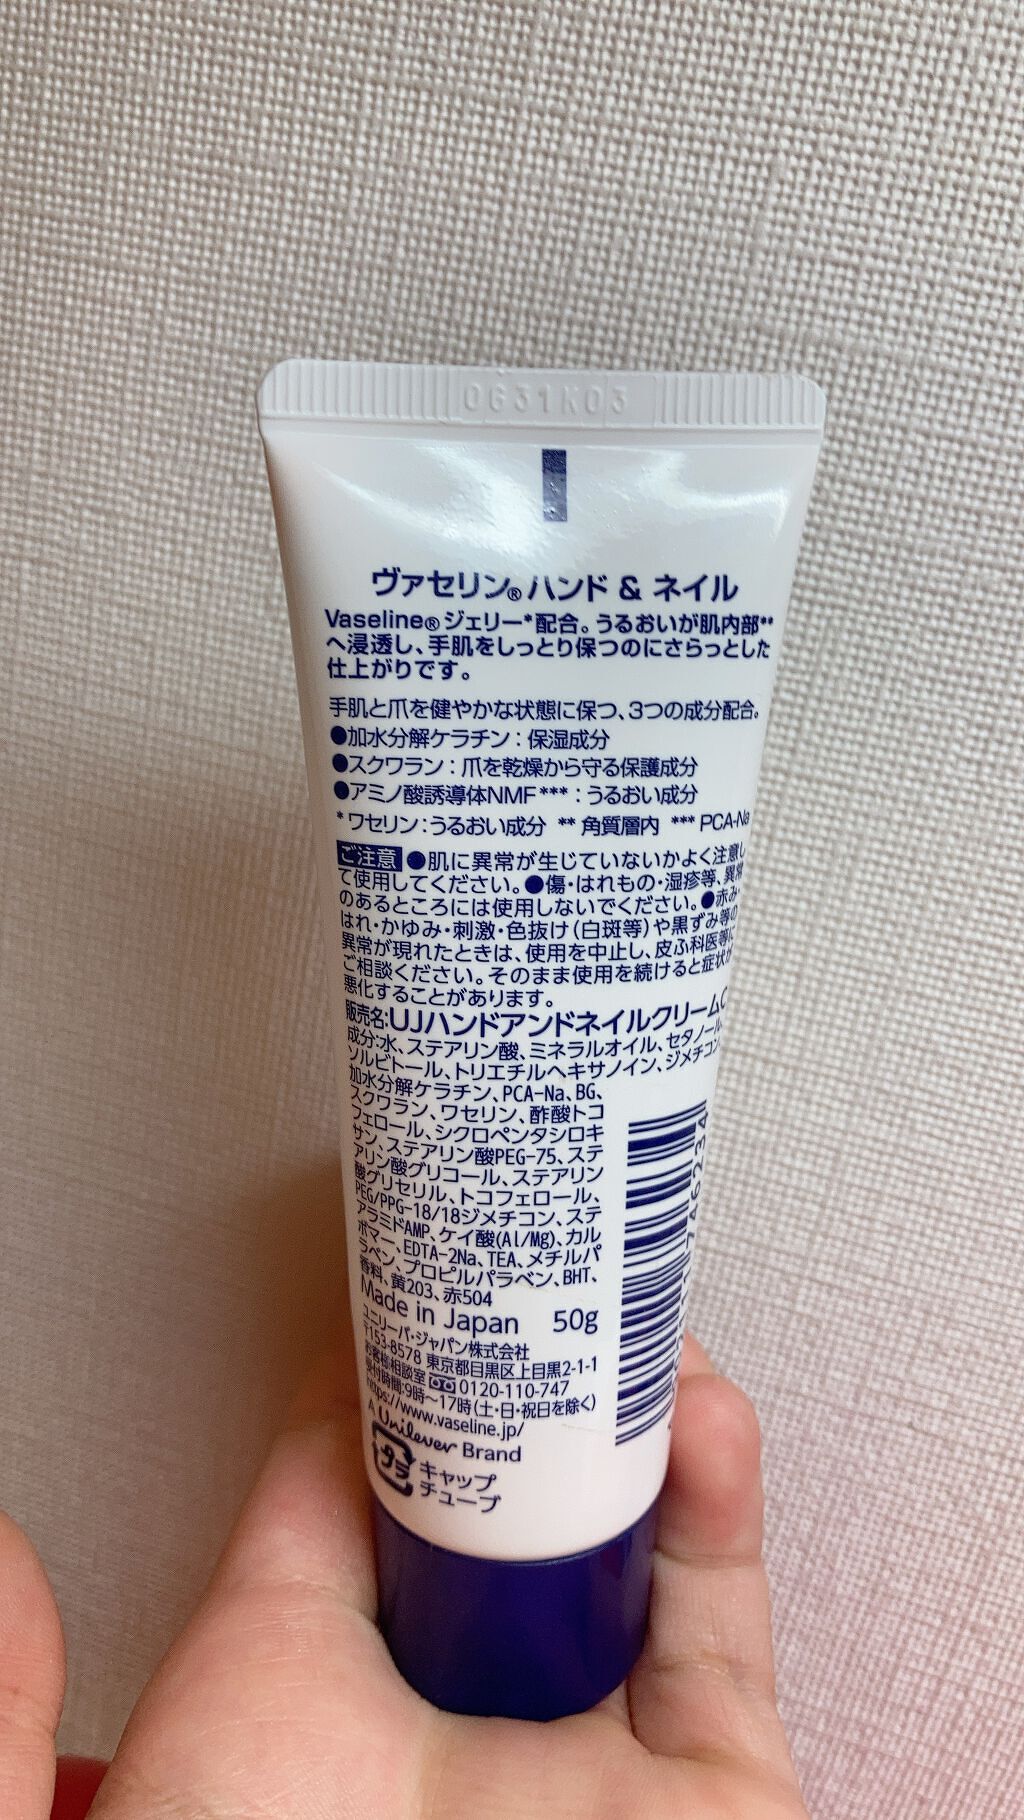 0631K03
ヴァセリン®ハンド & ネイル
Vaseline®ジェリー*配合。うるおいが肌内部**
へ浸透し、手肌をしっとり保つのにさらっとした
仕上がりです。
手肌と爪を健やかな状態に保つ、3つの成分配合。
●加水分解ケラチン：保湿成分
●スクワラン：爪を乾燥から守る保護成分
●アミノ酸誘導体NMF***：うるおい成分
*ワセリン：うるおい成分 **角質層内 ***PCA-Na
ご注意 ●肌に異常が生じていないかよく注意し
て使用してください。●傷・はれもの・湿疹等、異常
のあるところには使用しないでください。●赤み・
はれ・かゆみ・刺激・色抜け(白斑等)や黒ずみ等の
異常が現れたときは、使用を中止し、皮ふ科医等に
ご相談ください。そのまま使用を続けると症状が
悪化することがあります。
販売名:UJハンドアンドネイルクリームC
成分:水、ステアリン酸、ミネラルオイル、セタノール、
ソルビトール、トリエチルヘキサノイン、ジメチコン、
加水分解ケラチン、PCA-Na、BG、
スクワラン、ワセリン、酢酸トコ
フェロール、シクロペンタシロキ
サン、ステアリン酸PEG-75、ステ
アリン酸グリコール、ステアリン
酸グリセリル、トコフェロール、
PEG/PPG-18/18ジメチコン、ステ
アラミドAMP、ケイ酸(Al/Mg)、カル
ボマー、EDTA-2Na、TEA、メチルパ
ラベン、プロピルパラベン、BHT、
香料、黄203、赤504
Made in Japan 50g
ユニリーバ・ジャパン株式会社
〒153-8578 東京都目黒区上目黒2-1-1
お客様相談室 0120-110-747
受付時間:9時〜17時(土・日・祝日を除く)
https://www.vaseline.jp/
A Unilever Brand
プラ キャップ
チューブ